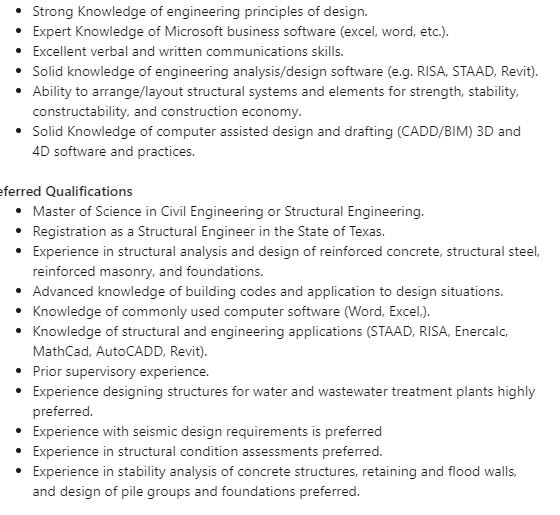 • Strong Knowledge of engineering principles of design.
• Expert Knowledge of Microsoft business software (excel, word, etc.).
• Excellent verbal and written communications skills.
• Solid knowledge of engineering analysis/design software (e.g. RISA, STAAD, Revit).
• Ability to arrange/layout structural systems and elements for strength, stability,
constructability, and construction economy.
• Solid Knowledge of computer assisted design and drafting (CADD/BIM) 3D and
4D software and practices.
eferred Qualifications
• Master of Science in Civil Engineering or Structural Engineering.
• Registration as a Structural Engineer in the State of Texas.
• Experience in structural analysis and design of reinforced concrete, structural steel,
reinforced masonry, and foundations.
• Advanced knowledge of building codes and application to design situations.
• Knowledge of commonly used computer software (Word, Excel,).
• Knowledge of structural and engineering applications (STAAD, RISA, Enercalc,
MathCad, AutoCADD, Revit).
• Prior supervisory experience.
• Experience designing structures for water and wastewater treatment plants highly
preferred.
• Experience with seismic design requirements is preferred
• Experience in structural condition assessments preferred.
• Experience in stability analysis of concrete structures, retaining and flood walls,
and design of pile groups and foundations preferred.